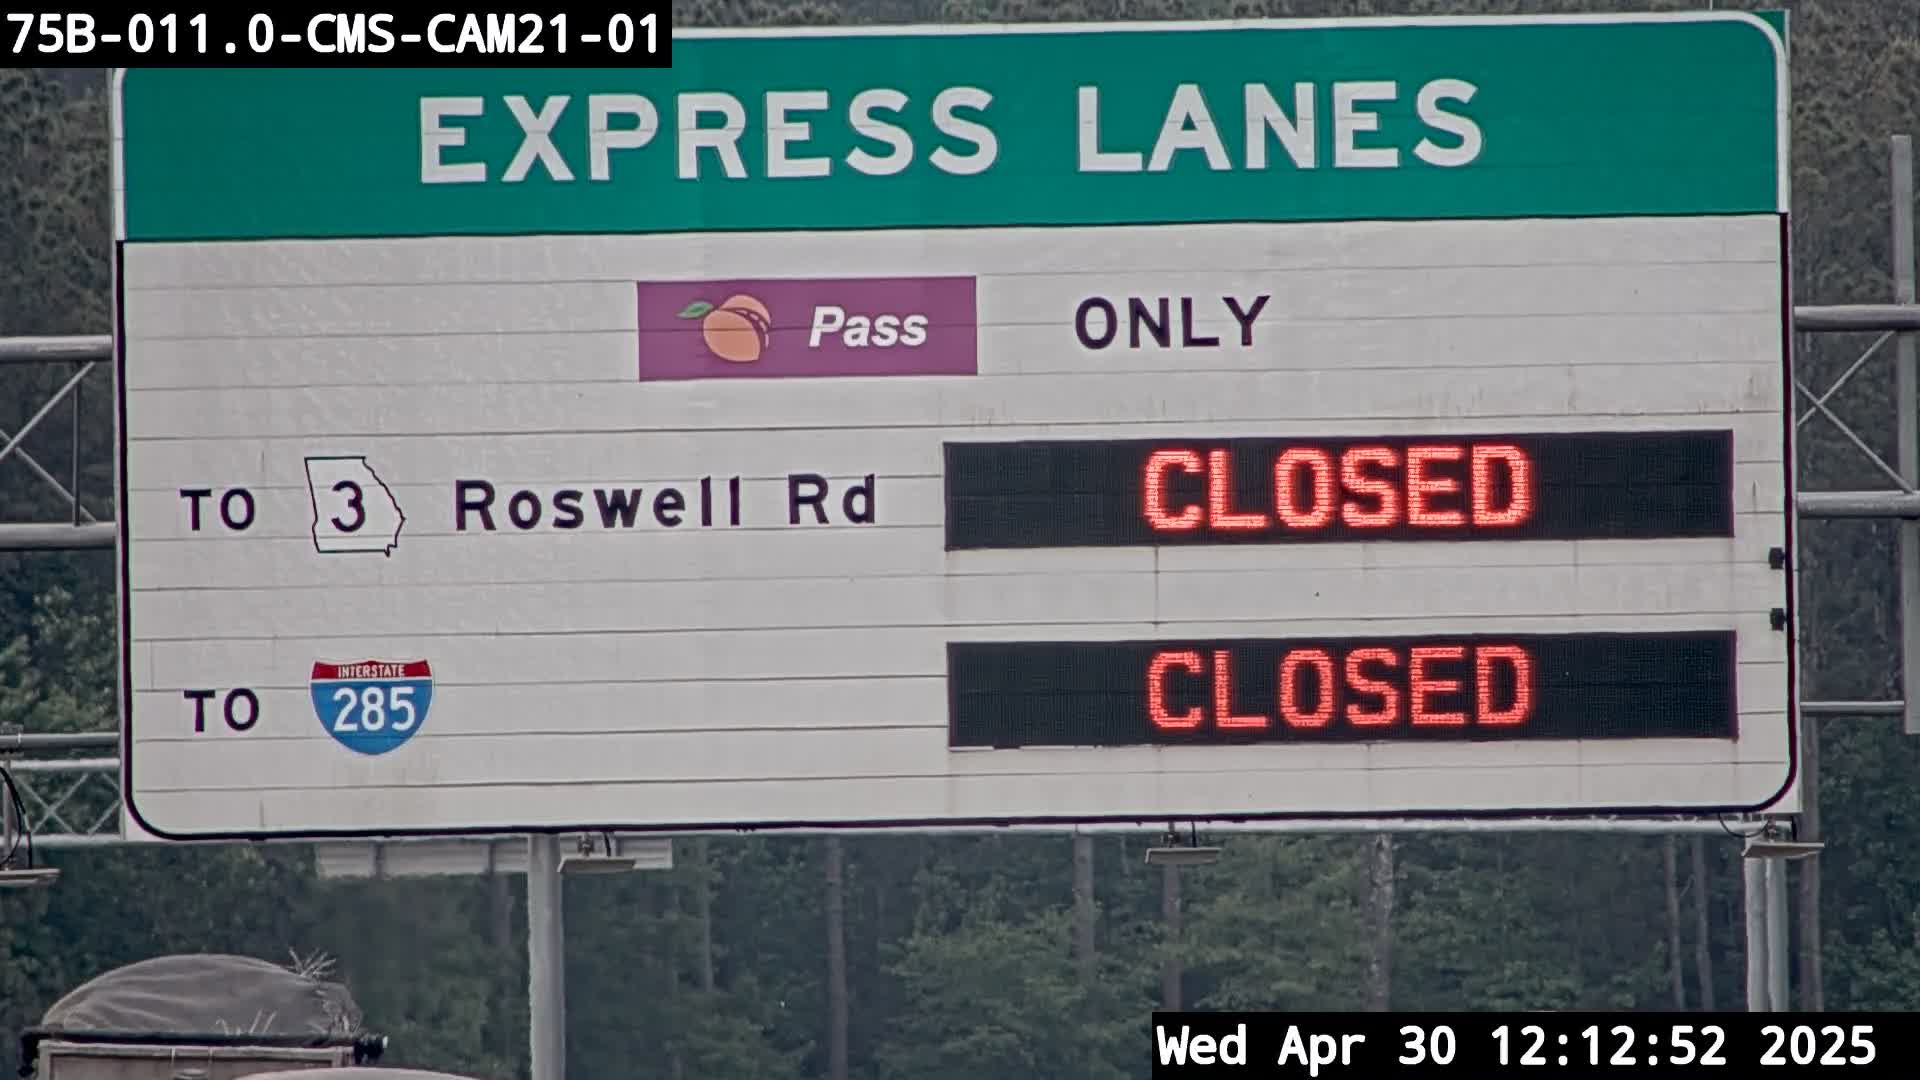 75B-011.0-CMS-CAM21-01
EXPRESS LANES
Pass ONLY
TO 3 Roswell Rd CLOSED
INTERSTATE
TO 285 CLOSED
Wed Apr 30 12:12:52 2025